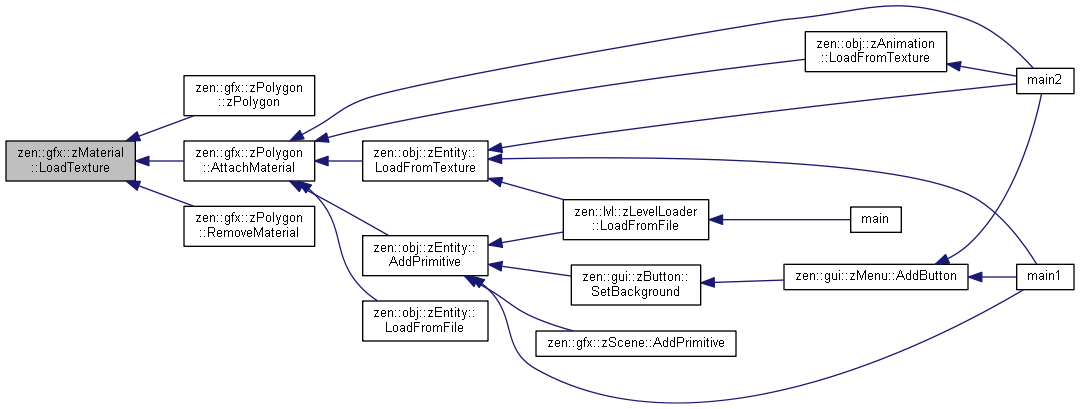 zen::gfx::zMaterial
::LoadTexture
zen::gfx::zPolygon
::zPolygon
zen::gfx::zPolygon
::AttachMaterial
zen::gfx::zPolygon
::RemoveMaterial
zen::obj::zEntity::
LoadFromTexture
zen::obj::zEntity::
AddPrimitive
zen::obj::zEntity::
LoadFromFile
zen::obj::zAnimation
::LoadFromTexture
main2
zen::lvl::zLevelLoader
::LoadFromFile
main
zen::gui::zButton::
SetBackground
zen::gui::zMenu::AddButton
main1
zen::gfx::zScene::AddPrimitive